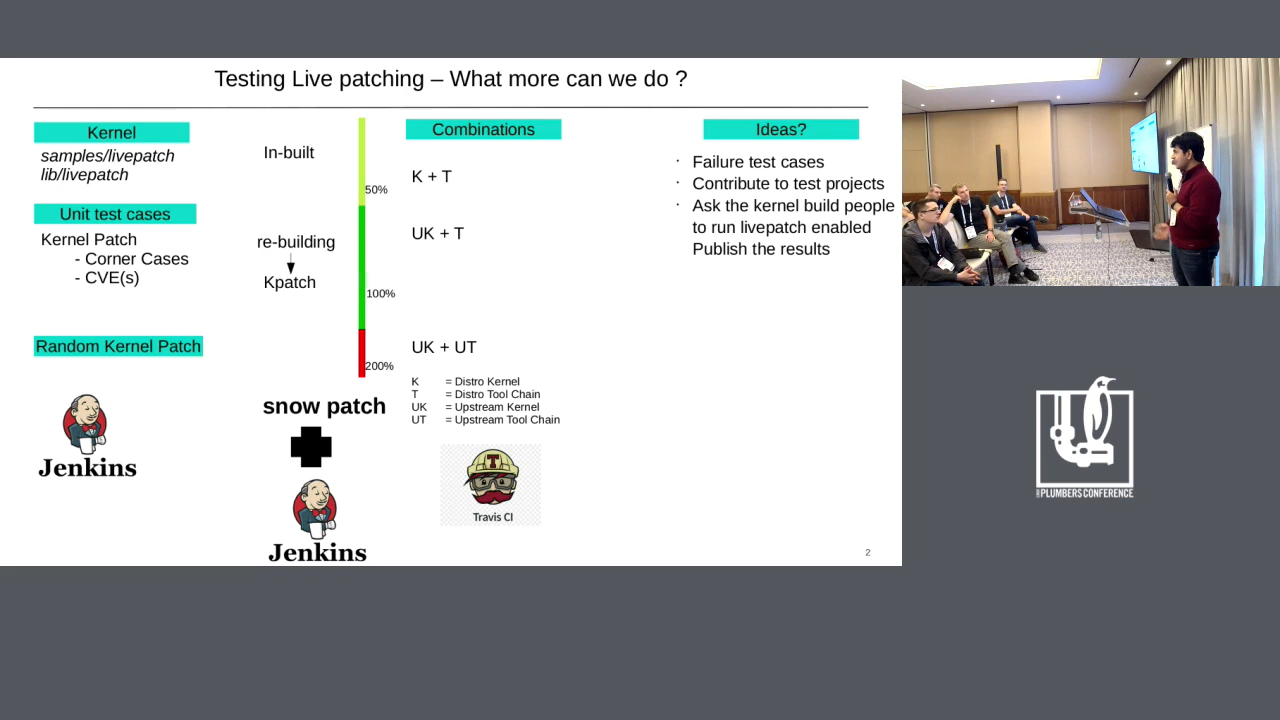 Testing Live patching – What more can we do ?
Kernel
samples/livepatch
lib/livepatch
Unit test cases
Kernel Patch
- Corner Cases
- CVE(s)
Random Kernel Patch
Jenkins
In-built
re-building
Kpatch
50%
100%
200%
snow patch
Jenkins
Combinations
K + T
UK + T
UK + UT
K = Distro Kernel
T = Distro Tool Chain
UK = Upstream Kernel
UT = Upstream Tool Chain
T
Travis CI
Ideas?
· Failure test cases
· Contribute to test projects
· Ask the kernel build people
to run livepatch enabled
Publish the results
2
PLUMBERS CONFERENCE